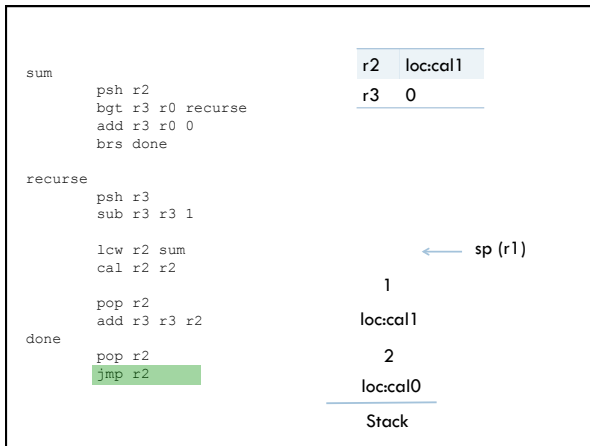 sum
psh r2
bgt r3 r0 recurse
add r3 r0 0
brs done
recurse
psh r3
sub r3 r3 1
lcw r2 sum
cal r2 r2
pop r2
add r3 r3 r2
done
pop r2
jmp r2
r2 loc:cal1
r3 0
sp (r1)
1
loc:cal1
2
loc:cal0
Stack